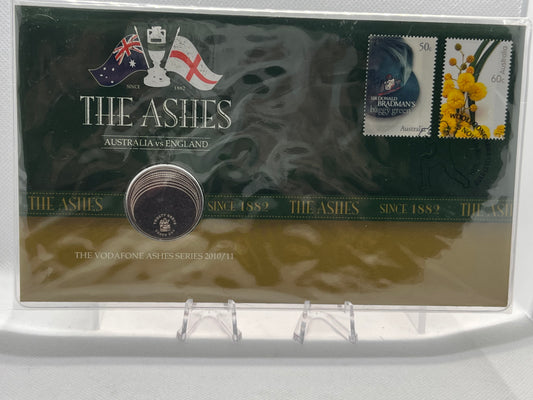 SINCE 1882
THE ASHES
AUSTRALIA vs ENGLAND
50c
SIR DONALD
BRADMAN'S
baggy green
Australia
Australia
60c
THE ASHES SINCE 1882 THE ASHES SINCE 1882 THE ASHES
THE VODAFONE ASHES SERIES 2010/11